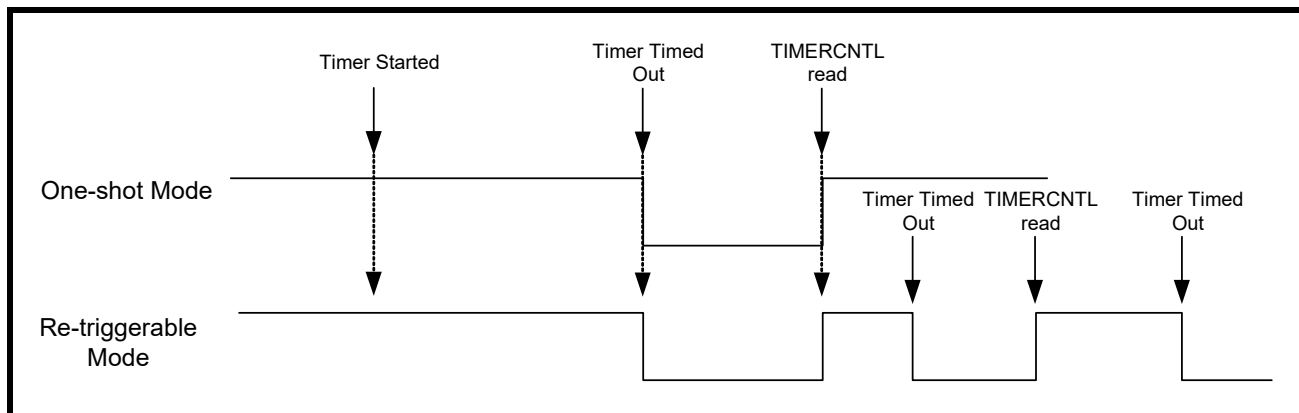 Timer Started
Timer Timed
Out
TIMERCNTL
read
One-shot Mode
Timer Timed
Out
TIMERCNTL
read
Timer Timed
Out
Re-triggerable
Mode